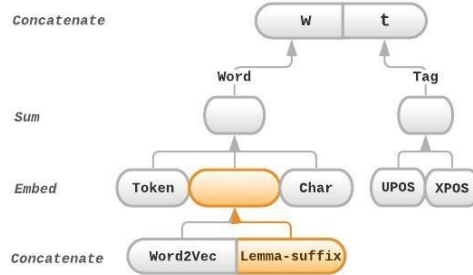 Concatenate w t
Word Tag
Sum
Embed Token Char UPOS XPOS
Concatenate Word2Vec Lemma-suffix